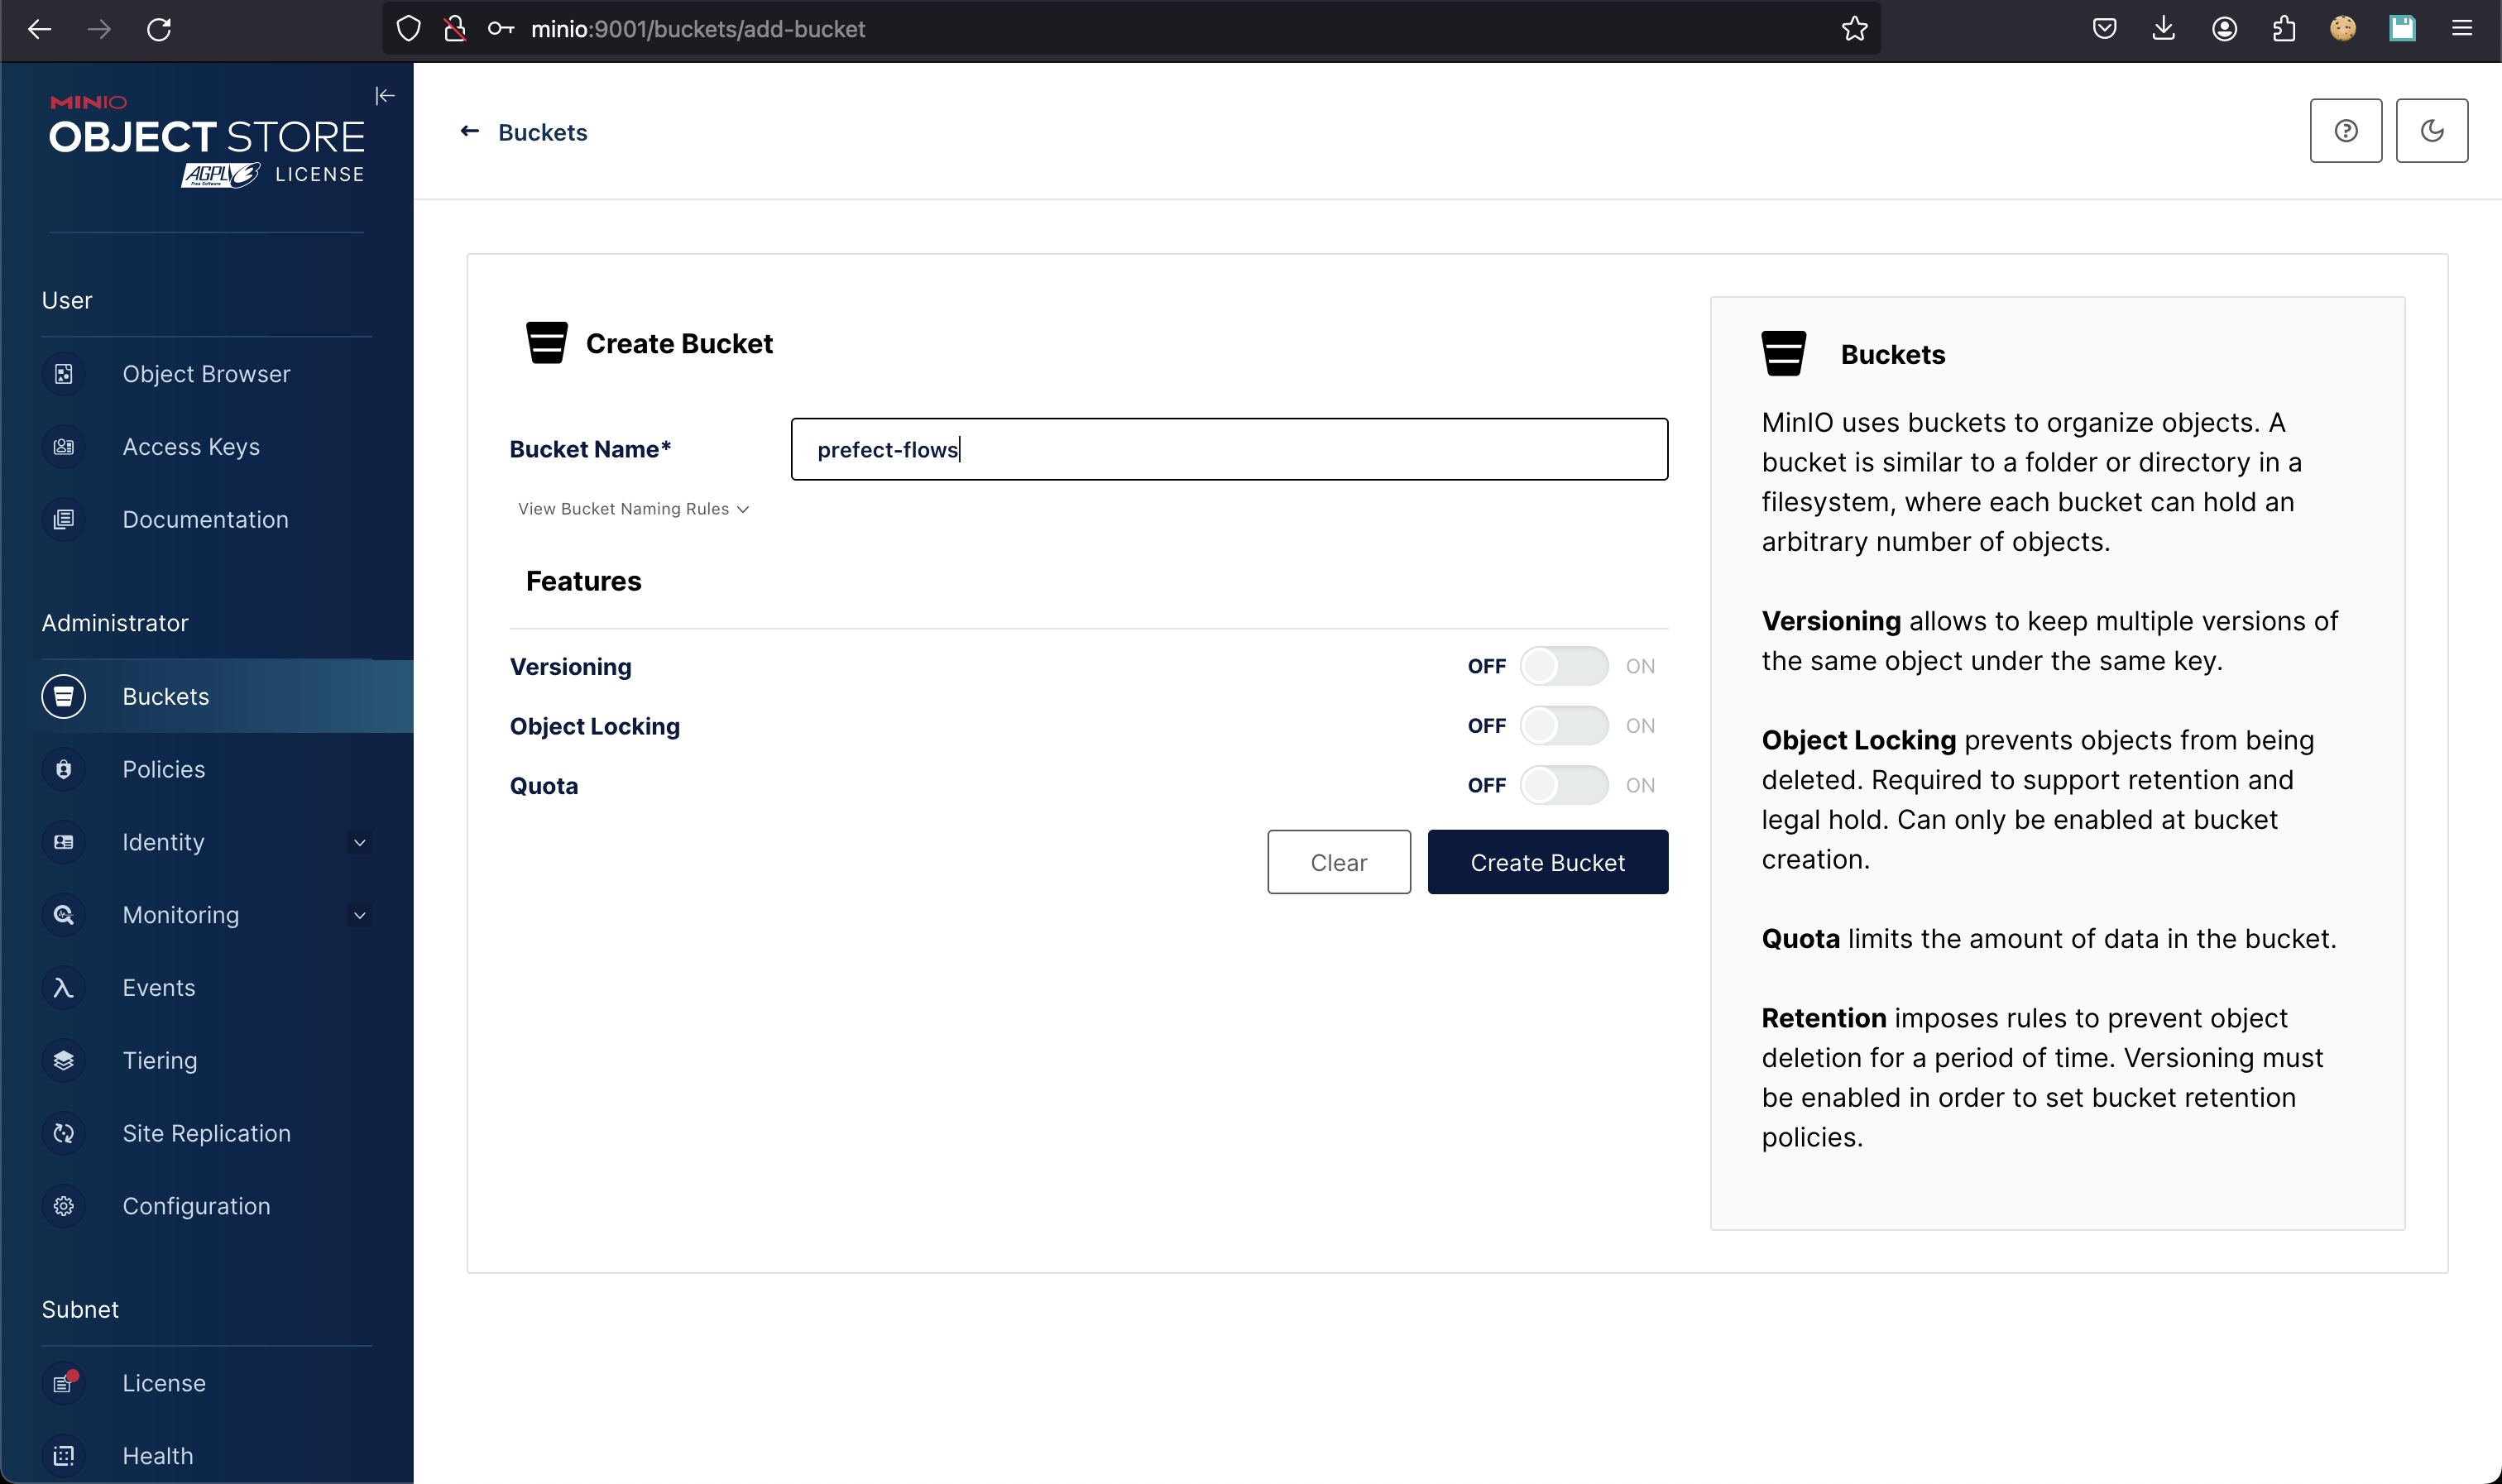 minio:9001/buckets/add-bucket
MINIO
OBJECT STORE
AGPL v3 LICENSE
Free Software
User
Object Browser
Access Keys
Documentation
Administrator
Buckets
Policies
Identity
Monitoring
Events
Tiering
Site Replication
Configuration
Subnet
License
Health
Buckets
Create Bucket
Bucket Name*
prefect-flows
View Bucket Naming Rules
Features
Versioning
OFF ON
Object Locking
OFF ON
Quota
OFF ON
Clear
Create Bucket
Buckets
MinIO uses buckets to organize objects. A
bucket is similar to a folder or directory in a
filesystem, where each bucket can hold an
arbitrary number of objects.
Versioning allows to keep multiple versions of
the same object under the same key.
Object Locking prevents objects from being
deleted. Required to support retention and
legal hold. Can only be enabled at bucket
creation.
Quota limits the amount of data in the bucket.
Retention imposes rules to prevent object
deletion for a period of time. Versioning must
be enabled in order to set bucket retention
policies.